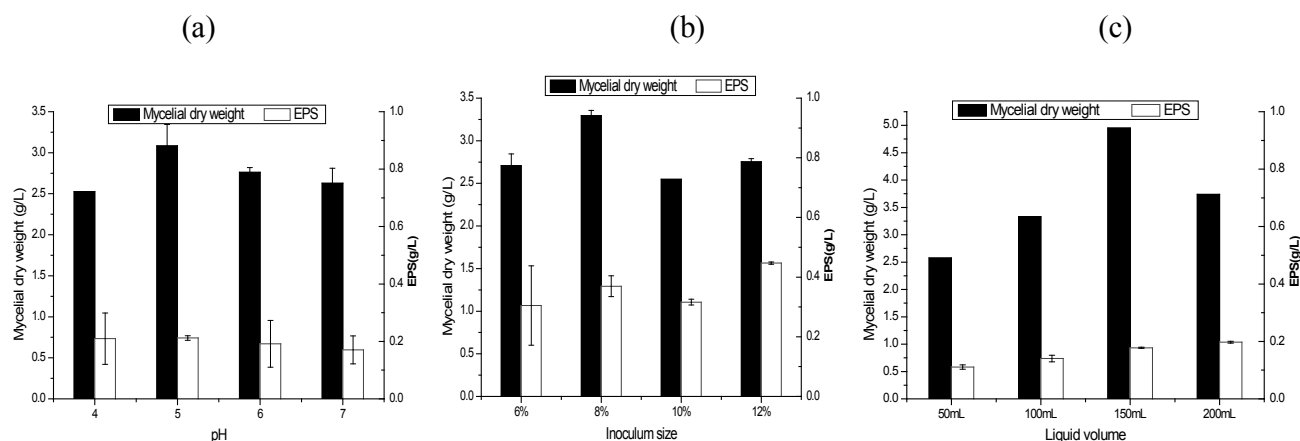 (a)
(b)
(c)
Mycelial dry weight EPS
3.5
3.0
2.5
2.0
1.5
1.0
0.5
0.0
Mycelial dry weight (g/L)
1.0
0.8
0.6
0.4
0.2
0.0
EPS(g/L)
4 5 6 7
pH
Mycelial dry weight EPS
3.5
3.0
2.5
2.0
1.5
1.0
0.5
0.0
Mycelial dry weight (g/L)
1.0
0.8
0.6
0.4
0.2
0.0
EPS(g/L)
6% 8% 10% 12%
Inoculum size
Mycelial dry weight EPS
5.0
4.5
4.0
3.5
3.0
2.5
2.0
1.5
1.0
0.5
0.0
Mycelial dry weight (g/L)
1.0
0.8
0.6
0.4
0.2
0.0
EPS(g/L)
50mL 100mL 150mL 200mL
Liquid volume